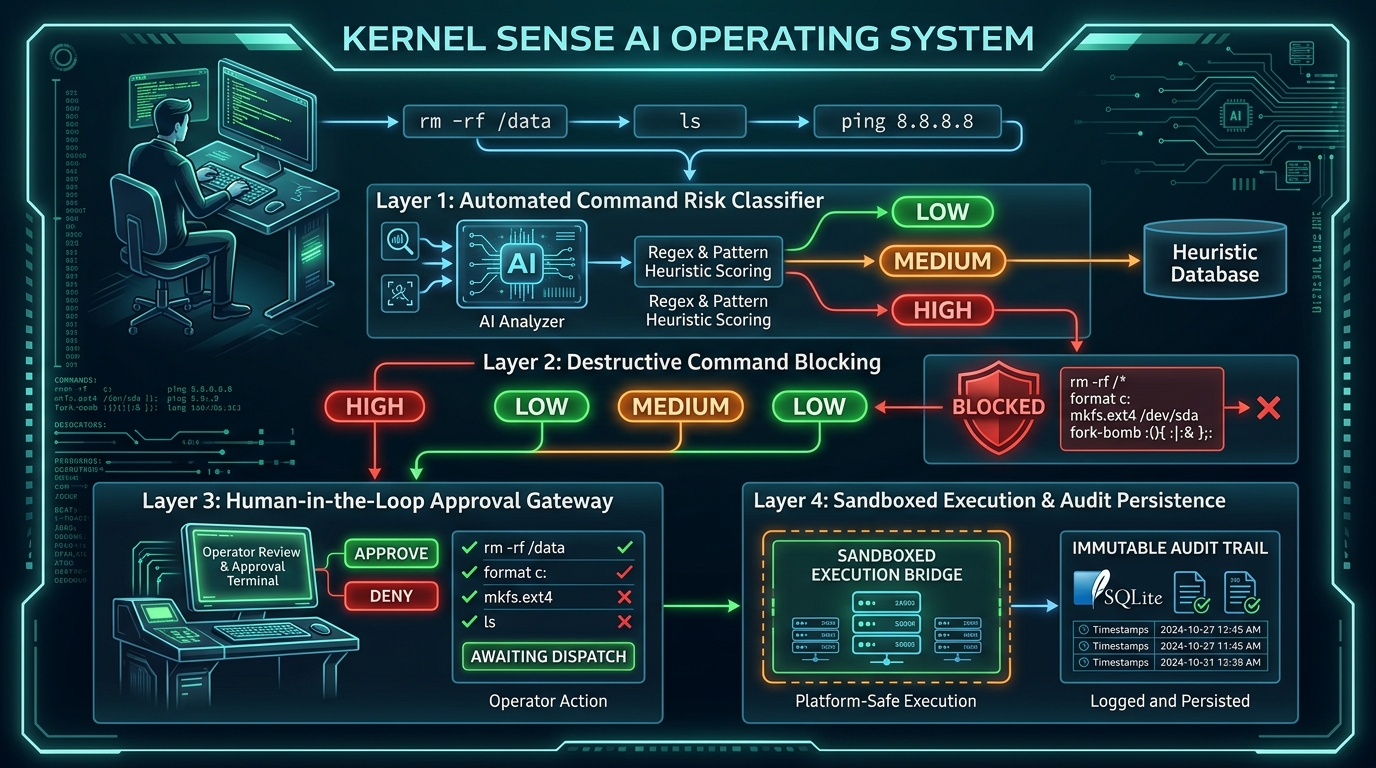 KERNEL SENSE AI OPERATING SYSTEM
rm -rf /data
ls
ping 8.8.8.8
AI
Layer 1: Automated Command Risk Classifier
AI
AI Analyzer
Regex & Pattern
Heuristic Scoring
Regex & Pattern
Heuristic Scoring
LOW
MEDIUM
HIGH
Heuristic
Database
Layer 2: Destructive Command Blocking
HIGH
LOW
MEDIUM
LOW
BLOCKED
rm -rf /*
format c:
mkfs.ext4 /dev/sda
fork-bomb :(){ :|:& };:
COMMANDS:
Layer 3: Human-in-the-Loop Approval Gateway
Operator Review
& Approval
Terminal
APPROVE
DENY
rm -rf /data
format c:
mkfs.ext4
ls
AWAITING DISPATCH
Operator Action
Layer 4: Sandboxed Execution & Audit Persistence
SANDBOXED
EXECUTION BRIDGE
Platform-Safe Execution
IMMUTABLE AUDIT TRAIL
SQLite
Timestamps 2024-10-27 12:45 AM
Timestamps 2024-10-27 11:45 AM
Timestamps 2024-10-31 13:38 AM
Logged and Persisted